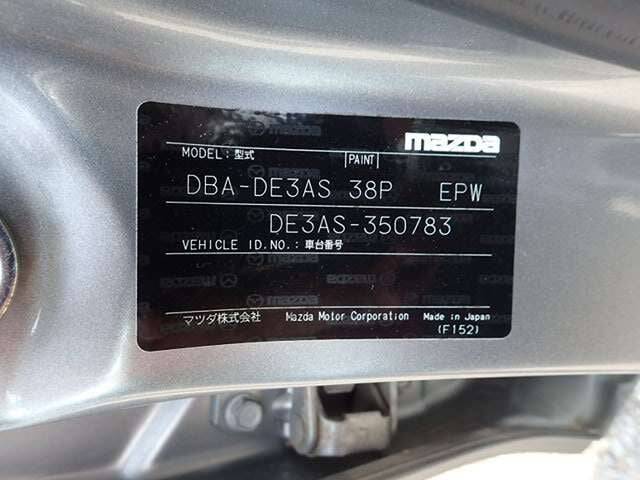 mazda
MODEL: 型式 PAINT
DBA-DE3AS 38P EPW
DE3AS-350783
VEHICLE ID.NO.: 車台番号
マツダ株式会社 Mazda Motor Corporation Made in Japan
(F152)